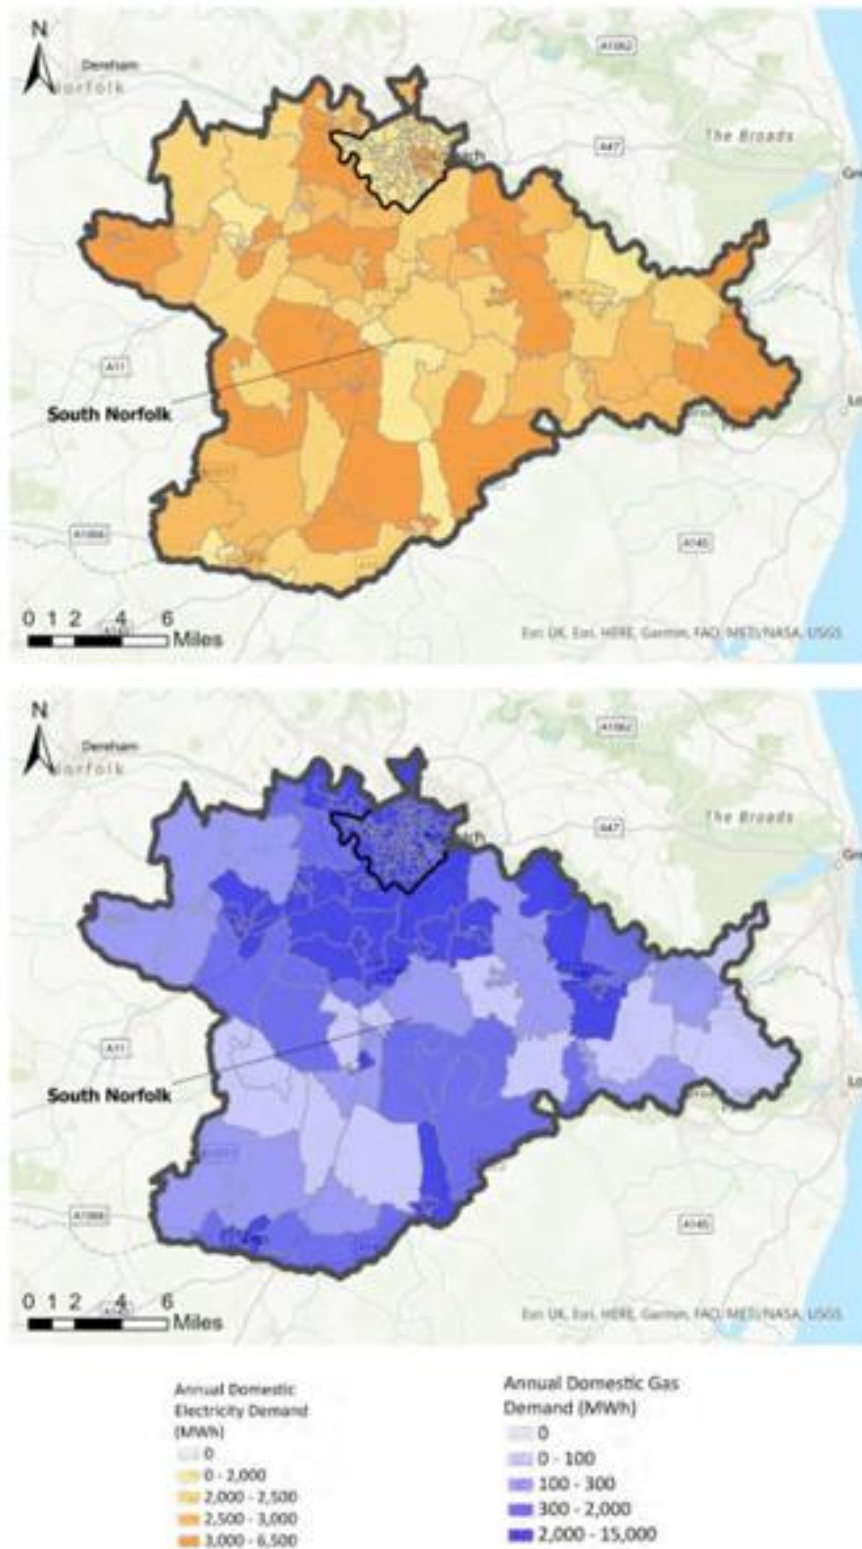 N
Dereham
Norfolk
A1062
The Broads
A47
A11
South Norfolk
A1066
A145
0 1 2 4 6
Miles
Esri UK, Esri, HERE, Garmin, FAO, METI/NASA, USGS
N
Dereham
Norfolk
A1062
The Broads
A47
A11
South Norfolk
A1066
A145
0 1 2 4 6
Miles
Esri UK, Esri, HERE, Garmin, FAO, METI/NASA, USGS
Annual Domestic
Electricity Demand
(MWh)
0
0 - 2,000
2,000 - 2,500
2,500 - 3,000
3,000 - 6,500
Annual Domestic Gas
Demand (MWh)
0
0 - 100
100 - 300
300 - 2,000
2,000 - 15,000